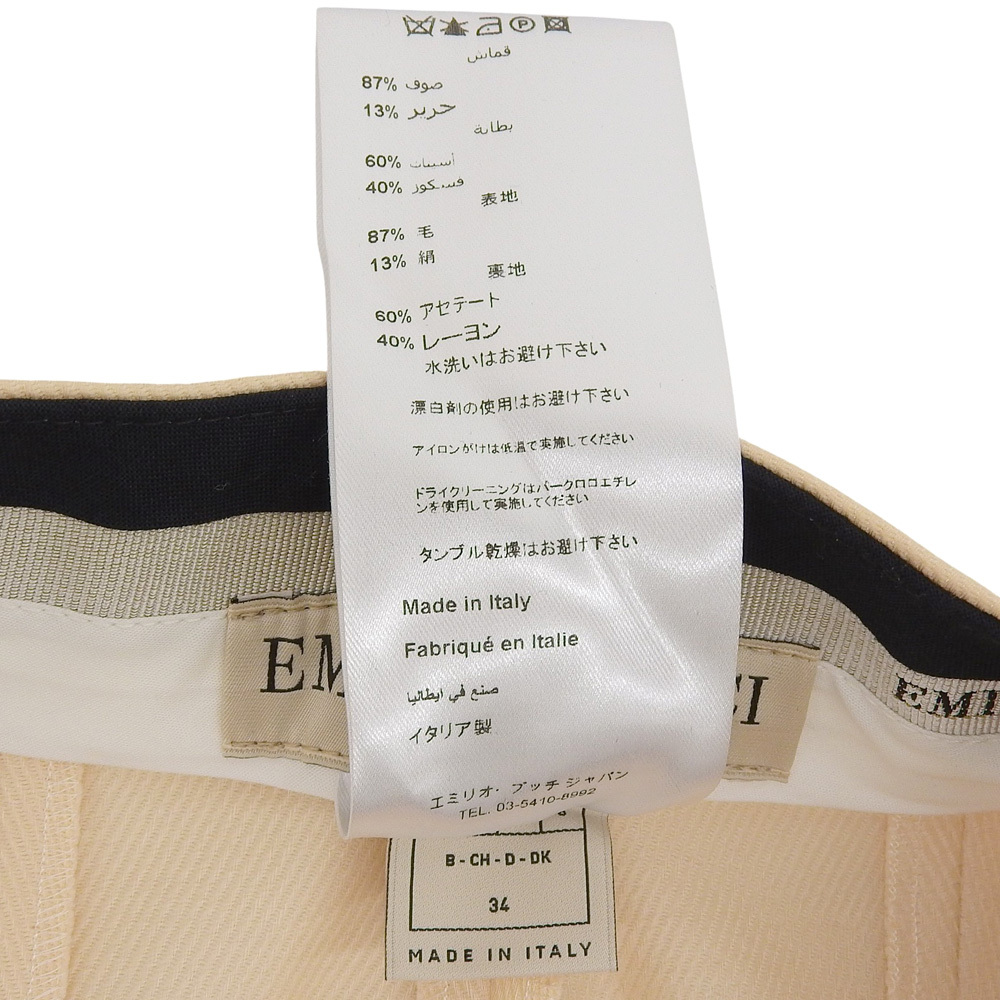 قماش
87% صوف
13% حرير
بطانة
60% أسيتات
40% فسكوز
表地
87% 毛
13% 絹
裏地
60% アセテート
40% レーヨン
水洗いはお避け下さい
漂白剤の使用はお避け下さい
アイロンがけは低温で実施してください
ドライクリーニングはパークロロエチレ
ンを使用して実施してください
タンブル乾燥はお避け下さい
Made in Italy
Fabriqué en Italie
صنع في ايطاليا
イタリア製
エミリオ・プッチ ジャパン
TEL. 03-5410-8992
EM
CI
EMI
B-CH-D-DK
34
MADE IN ITALY